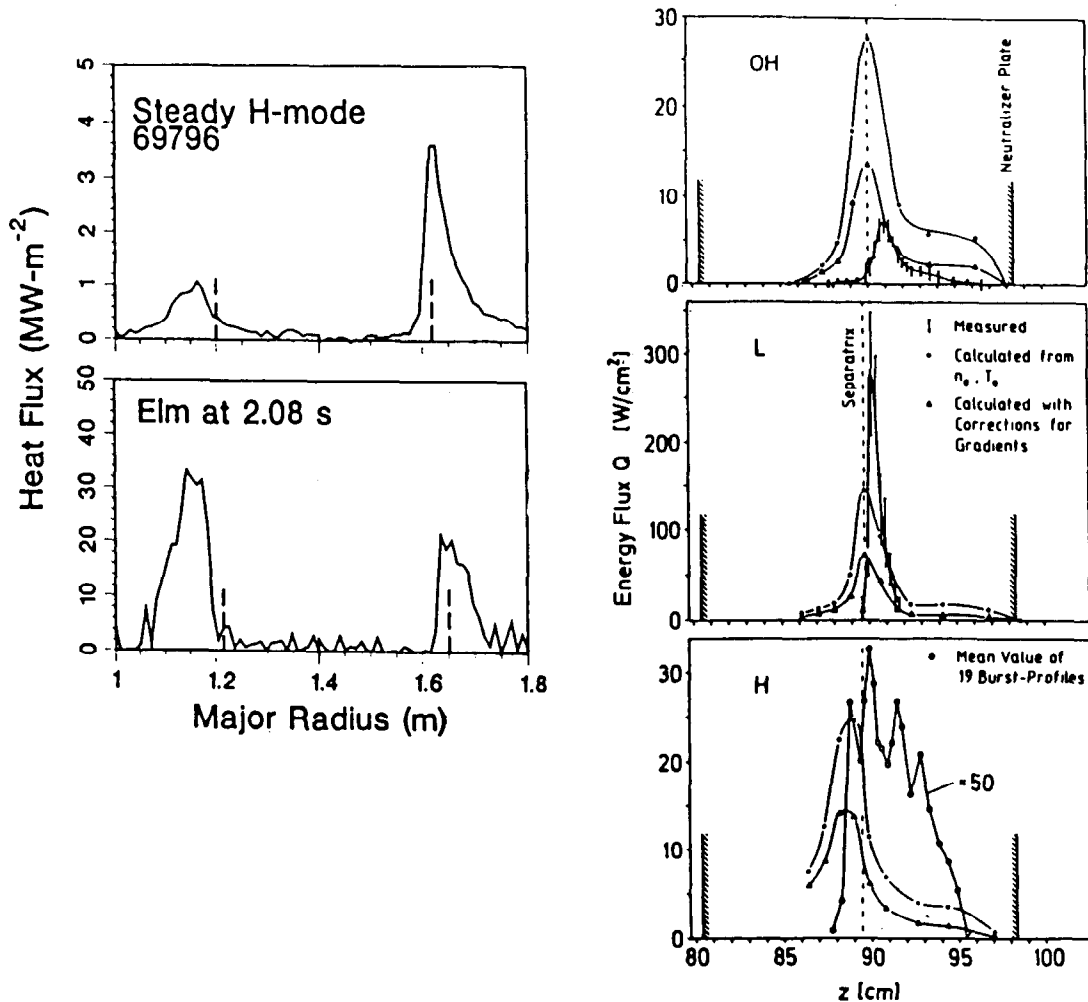 Steady H-mode
69796
5
4
3
2
1
0
Elm at 2.08 s
50
40
30
20
10
0
1
1.2
1.4
1.6
1.8
Major Radius (m)
Heat Flux (MW-m-2)
OH
30
20
10
0
Neutralizer Plate
L
300
200
100
0
Separatrix
Measured
Calculated from
ne, Te
Calculated with
Corrections for
Gradients
H
Mean Value of
19 Burst-Profiles
×50
30
20
10
0
80
85
90
95
100
z [cm]
Energy Flux Q [W/cm2]